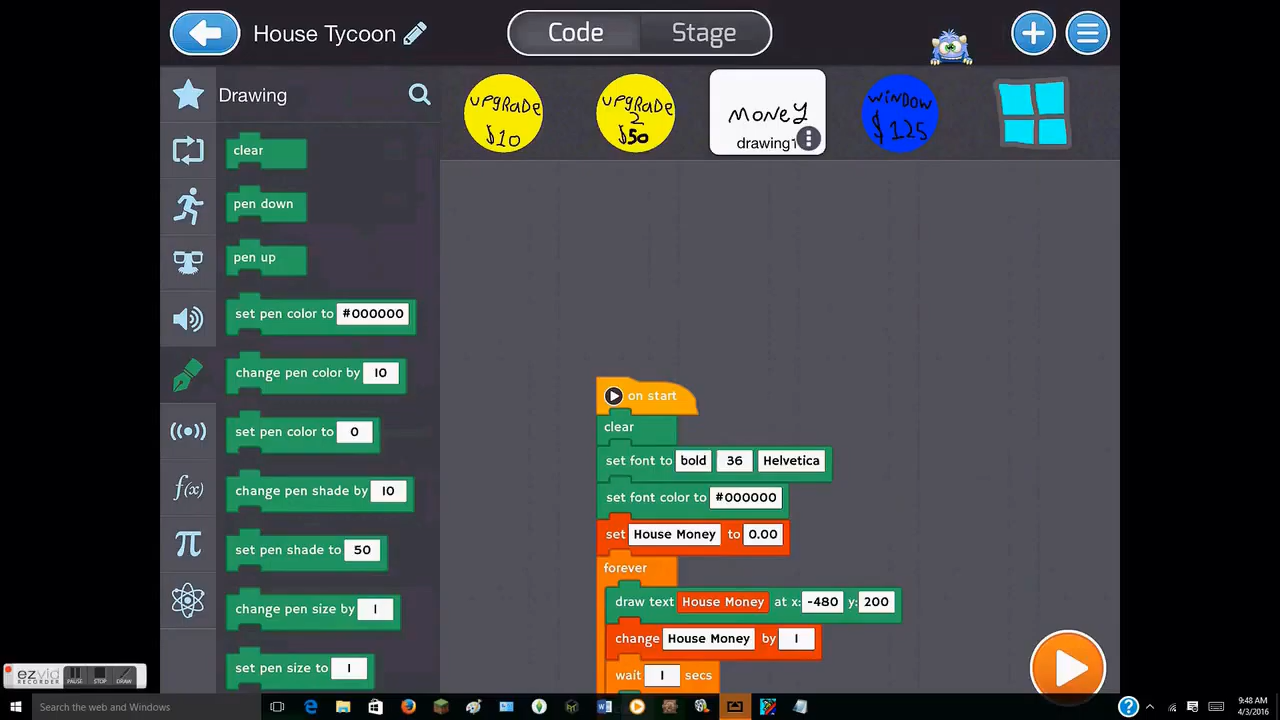 House Tycoon
Code
Stage
Drawing
clear
pen down
pen up
set pen color to #000000
change pen color by 10
set pen color to 0
change pen shade by 10
set pen shade to 50
change pen size by 1
set pen size to 1
f(x)
π
UPgRaDe
$10
UPgRaDe
2
$50
MoneY
drawing1
WINDOW
$125
on start
clear
set font to bold 36 Helvetica
set font color to #000000
set House Money to 0.00
forever
draw text House Money at x: -480 y: 200
change House Money by 1
wait 1 secs
ezvid
RECORDER
PAUSE
STOP
DRAW
Search the web and Windows
9:48 AM
4/3/2016